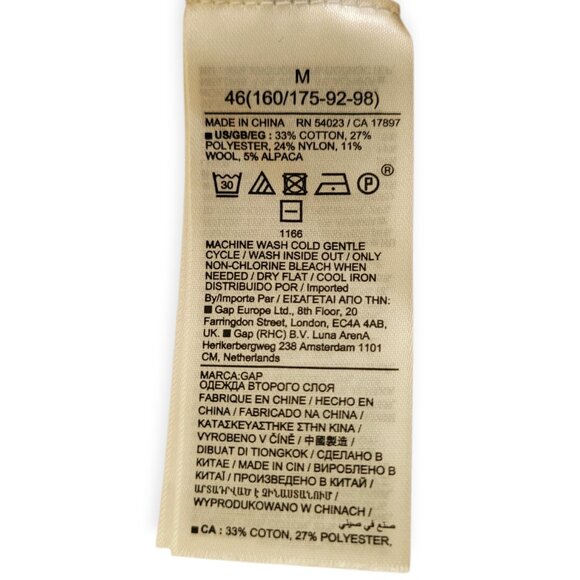 M
46(160/175-92-98)
MADE IN CHINA RN 54023 / CA 17897
■ US/GB/EG : 33% COTTON, 27%
POLYESTER, 24% NYLON, 11%
WOOL, 5% ALPACA
30 P ®
1166
MACHINE WASH COLD GENTLE
CYCLE / WASH INSIDE OUT / ONLY
NON-CHLORINE BLEACH WHEN
NEEDED / DRY FLAT / COOL IRON
DISTRIBUIDO POR / Imported
By/Importe Par / ΕΙΣΑΓΕΤΑΙ ΑΠΟ ΤΗΝ:
■ Gap Europe Ltd., 8th Floor, 20
Farringdon Street, London, EC4A 4AB,
UK. ■ Gap (RHC) B.V. Luna ArenA
Herikerbergweg 238 Amsterdam 1101
CM, Netherlands
MARCA:GAP
ОДЕЖДА ВТОРОГО СЛОЯ
FABRIQUE EN CHINE / HECHO EN
CHINA / FABRICADO NA CHINA /
ΚΑΤΑΣΚΕΥΑΣΤΗΚΕ ΣΤΗΝ ΚΙΝΑ /
VYROBENO V ČÍNĚ / 中國製造 /
DIBUAT DI TIONGKOK / СДЕЛАНО В
КИТАЕ / MADE IN CIN / ВИРОБЛЕНО В
КИТАЇ / ПРОИЗВЕДЕНО В КИТАЙ /
ԱՐՏԱԴՐՎԱԾ Է ՉԻՆԱՍՏԱՆՈՒՄ /
WYPRODUKOWANO W CHINACH /
صنع في صيني
■ CA : 33% COTON, 27% POLYESTER,